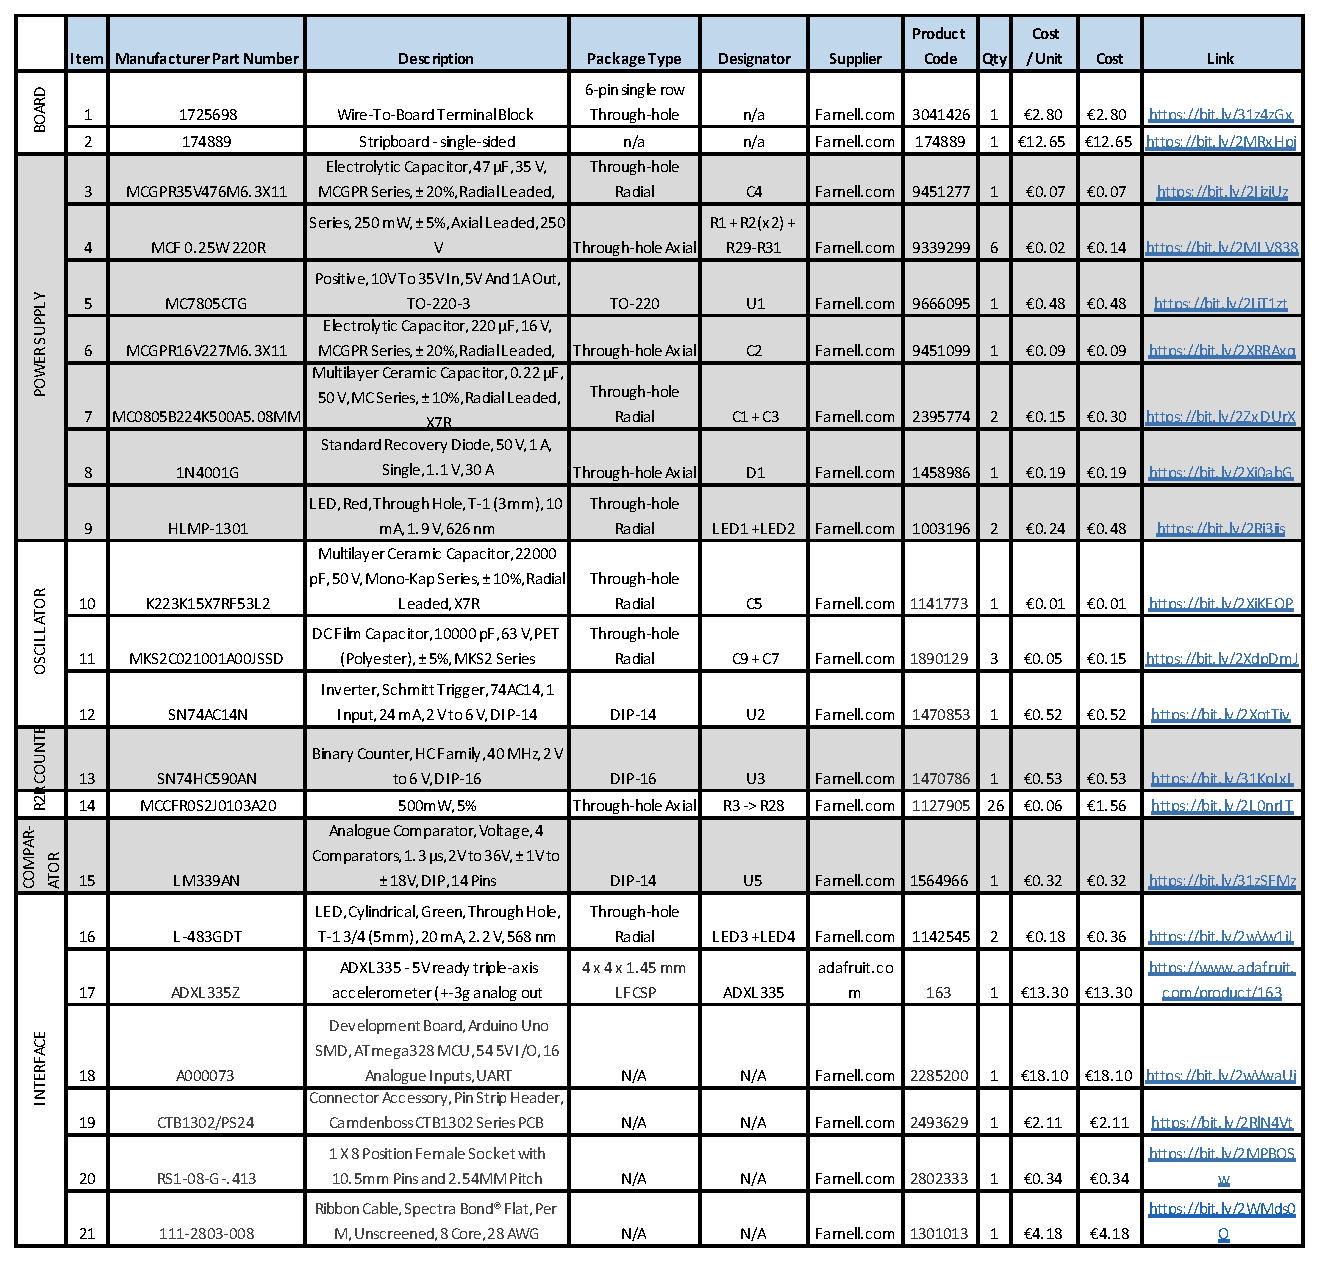 Item Manufacturer Part Number Description Package Type Designator Supplier Product Code Qty Cost / Unit Cost Link
BOARD
1 1725698 Wire-To-Board Terminal Block 6-pin single row Through-hole n/a Farnell.com 3041426 1 €2.80 €2.80 https://bit.ly/31z4zGx
2 174889 Stripboard - single-sided n/a n/a Farnell.com 174889 1 €12.65 €12.65 https://bit.ly/2MRxHpj
POWER SUPPLY
3 MCGPR35V476M6.3X11 Electrolytic Capacitor, 47 µF, 35 V, MCGPR Series, ± 20%, Radial Leaded, Through-hole Radial C4 Farnell.com 9451277 1 €0.07 €0.07
4 MCF 0.25W 220R Series, 250 mW, ± 5%, Axial Leaded, 250 V Through-hole Axial R1 + R2(x2) + R29-R31 Farnell.com 9339299 6 €0.02 €0.14 https://bit.ly/2MLV838
5 MC7805CTG Positive, 10V To 35V In, 5V And 1A Out, TO-220-3 TO-220 U1 Farnell.com 9666095 1 €0.48 €0.48
6 MCGPR16V227M6.3X11 Electrolytic Capacitor, 220 µF, 16 V, MCGPR Series, ± 20%, Radial Leaded, Through-hole Axial C2 Farnell.com 9451099 1 €0.09 €0.09 https://bit.ly/2XRRAxq
7 MC0805B224K500A5.08MM Multilayer Ceramic Capacitor, 0.22 µF, 50 V, MC Series, ± 10%, Radial Leaded, X7R Through-hole Radial C1 + C3 Farnell.com 2395774 2 €0.15 €0.30 https://bit.ly/2ZxDUrX
8 1N4001G Standard Recovery Diode, 50 V, 1 A, Single, 1.1 V, 30 A Through-hole Axial D1 Farnell.com 1458986 1 €0.19 €0.19 https://bit.ly/2Xi0abG
9 HLMP-1301 LED, Red, Through Hole, T-1 (3mm), 10 mA, 1.9 V, 626 nm Through-hole Radial LED1 +LED2 Farnell.com 1003196 2 €0.24 €0.48
OSCILLATOR
10 K223K15X7RF53L2 Multilayer Ceramic Capacitor, 22000 pF, 50 V, Mono-Kap Series, ± 10%, Radial Leaded, X7R Through-hole Radial C5 Farnell.com 1141773 1 €0.01 €0.01 https://bit.ly/2XiKEOP
11 MKS2C021001A00JSSD DC Film Capacitor, 10000 pF, 63 V, PET (Polyester), ± 5%, MKS2 Series Through-hole Radial C9 + C7 Farnell.com 1890129 3 €0.05 €0.15 https://bit.ly/2XdpDmJ
12 SN74AC14N Inverter, Schmitt Trigger, 74AC14, 1 Input, 24 mA, 2 V to 6 V, DIP-14 DIP-14 U2 Farnell.com 1470853 1 €0.52 €0.52 https://bit.ly/2XotTiv
COUNTE
13 SN74HC590AN Binary Counter, HC Family, 40 MHz, 2 V to 6 V, DIP-16 DIP-16 U3 Farnell.com 1470786 1 €0.53 €0.53
R2R
14 MCCFR0S2J0103A20 500mW, 5% Through-hole Axial R3 -> R28 Farnell.com 1127905 26 €0.06 €1.56
COMPAR-ATOR
15 LM339AN Analogue Comparator, Voltage, 4 Comparators, 1.3 µs, 2V to 36V, ± 1V to ± 18V, DIP, 14 Pins DIP-14 U5 Farnell.com 1564966 1 €0.32 €0.32 https://bit.ly/31zSEMz
INTERFACE
16 L-483GDT LED, Cylindrical, Green, Through Hole, T-1 3/4 (5mm), 20 mA, 2.2 V, 568 nm Through-hole Radial LED3 +LED4 Farnell.com 1142545 2 €0.18 €0.36
17 ADXL335Z ADXL335 - 5V ready triple-axis accelerometer (+-3g analog out 4 x 4 x 1.45 mm LFCSP ADXL335 adafruit.com 163 1 €13.30 €13.30 https://www.adafruit.com/product/163
18 A000073 Development Board, Arduino Uno SMD, ATmega328 MCU, 54 5V I/O, 16 Analogue Inputs, UART N/A N/A Farnell.com 2285200 1 €18.10 €18.10 https://bit.ly/2wVwaUj
19 CTB1302/PS24 Connector Accessory, Pin Strip Header, Camdenboss CTB1302 Series PCB N/A N/A Farnell.com 2493629 1 €2.11 €2.11 https://bit.ly/2RlN4Vt
20 RS1-08-G-.413 1 X 8 Position Female Socket with 10.5mm Pins and 2.54MM Pitch N/A N/A Farnell.com 2802333 1 €0.34 €0.34 https://bit.ly/2MPBOSw
21 111-2803-008 Ribbon Cable, Spectra Bond® Flat, Per M, Unscreened, 8 Core, 28 AWG N/A N/A Farnell.com 1301013 1 €4.18 €4.18 https://bit.ly/2WMds0Q